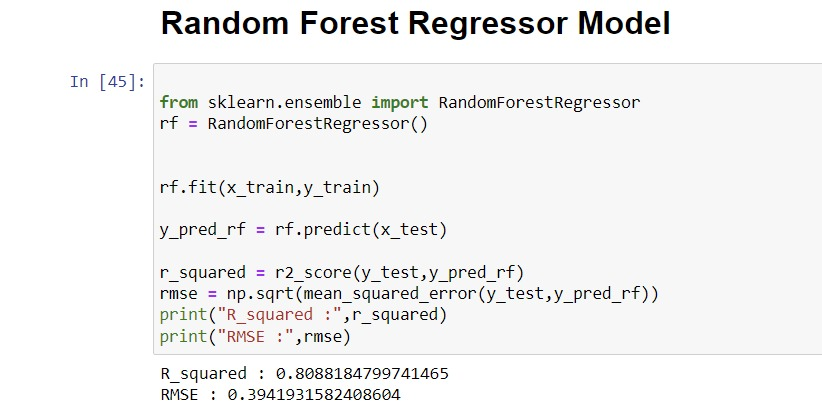 Random Forest Regressor Model
In [45]:
from sklearn.ensemble import RandomForestRegressor
rf = RandomForestRegressor()
rf.fit(x_train,y_train)
y_pred_rf = rf.predict(x_test)
r_squared = r2_score(y_test,y_pred_rf)
rmse = np.sqrt(mean_squared_error(y_test,y_pred_rf))
print("R_squared :",r_squared)
print("RMSE :",rmse)
R_squared : 0.8088184799741465
RMSE : 0.3941931582408604